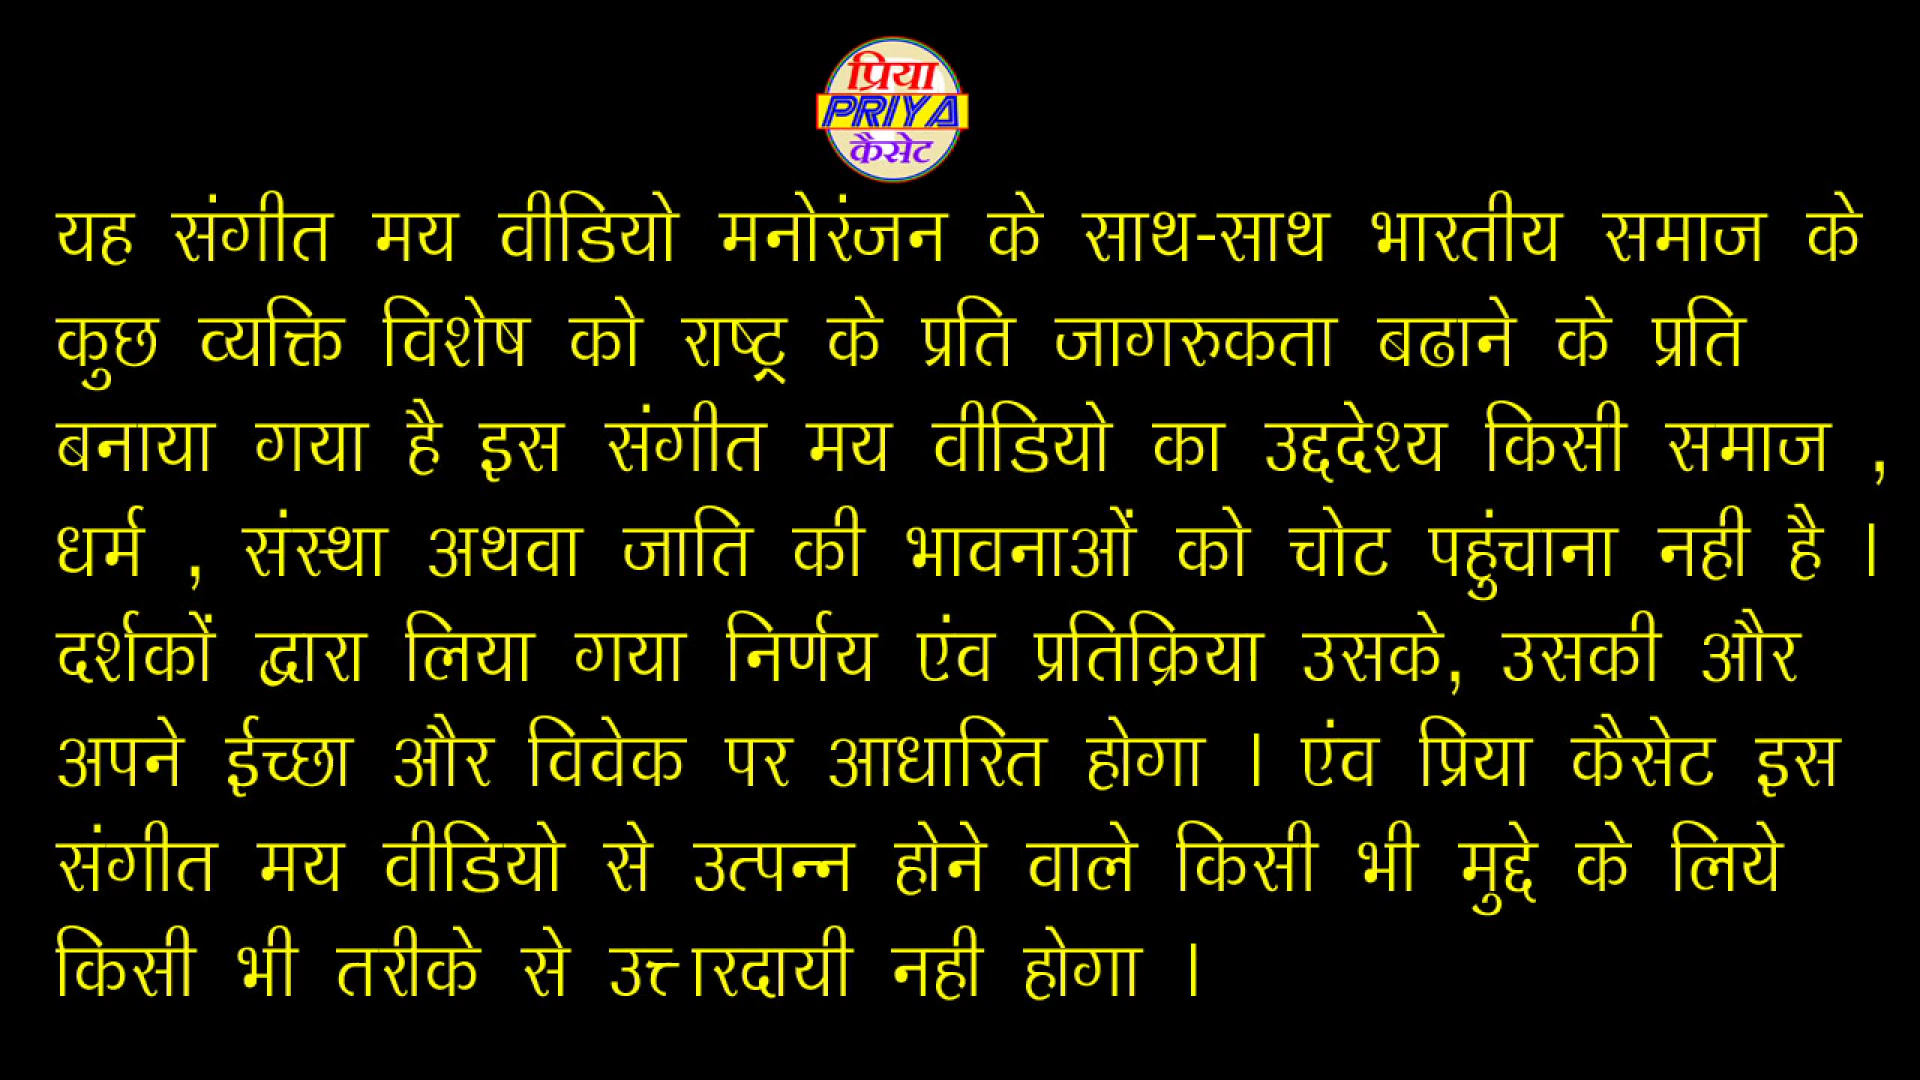 प्रिया
PRIYA
कैसेट
यह संगीत मय वीडियो मनोरंजन के साथ-साथ भारतीय समाज के
कुछ व्यक्ति विशेष को राष्ट्र के प्रति जागरुकता बढाने के प्रति
बनाया गया है इस संगीत मय वीडियो का उद्ददेश्य किसी समाज ,
धर्म , संस्था अथवा जाति की भावनाओं को चोट पहुंचाना नही है ।
दर्शकों द्वारा लिया गया निर्णय एंव प्रतिक्रिया उसके, उसकी और
अपने ईच्छा और विवेक पर आधारित होगा । एंव प्रिया कैसेट इस
संगीत मय वीडियो से उत्पन्न होने वाले किसी भी मुद्दे के लिये
किसी भी तरीके से उत्तारदायी नही होगा ।